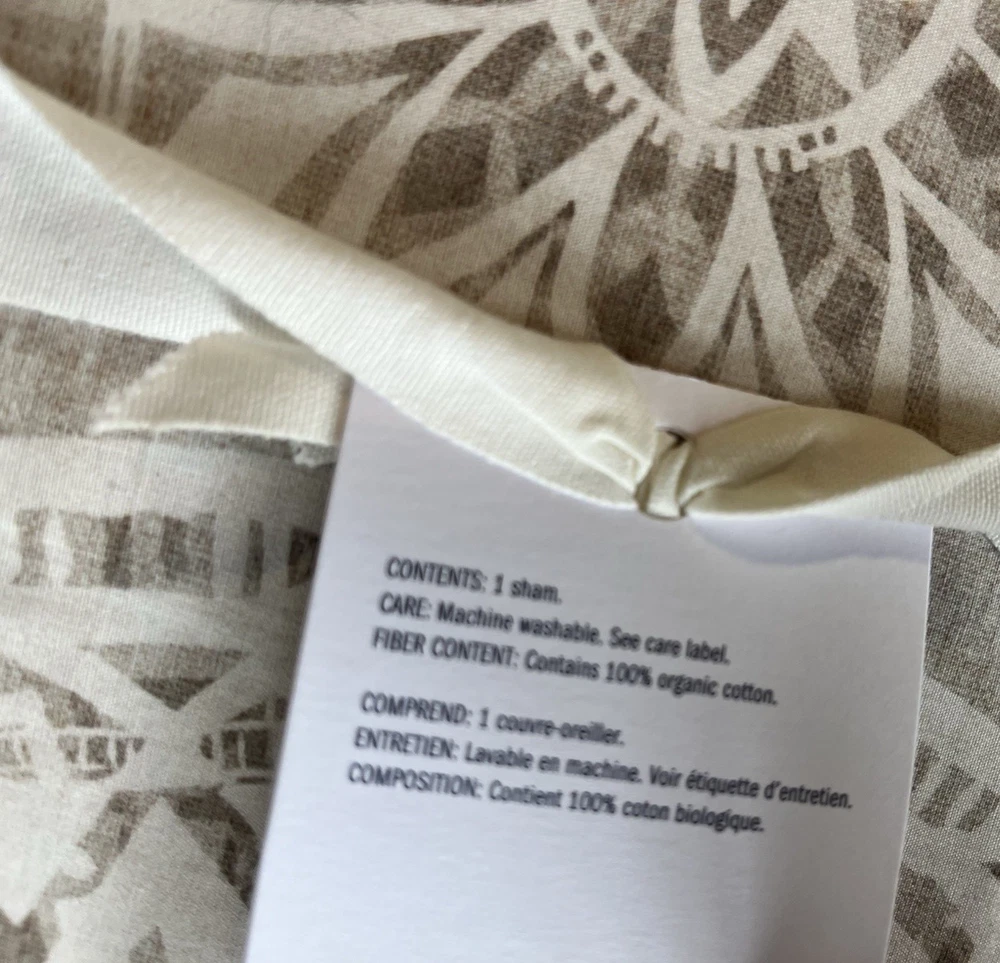 CONTENTS: 1 sham.
CARE: Machine washable. See care label.
FIBER CONTENT: Contains 100% organic cotton.
COMPREND: 1 couvre-oreiller.
ENTRETIEN: Lavable en machine. Voir étiquette d'entretien.
COMPOSITION: Contient 100% coton biologique.